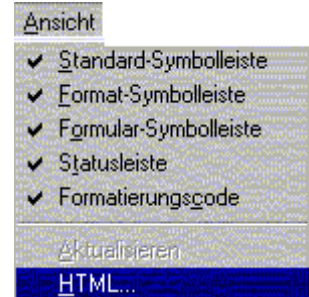 Ansicht
Standard-Symbolleiste
Format-Symbolleiste
Formular-Symbolleiste
Statusleiste
Formatierungscode
Aktualisieren
HTML...